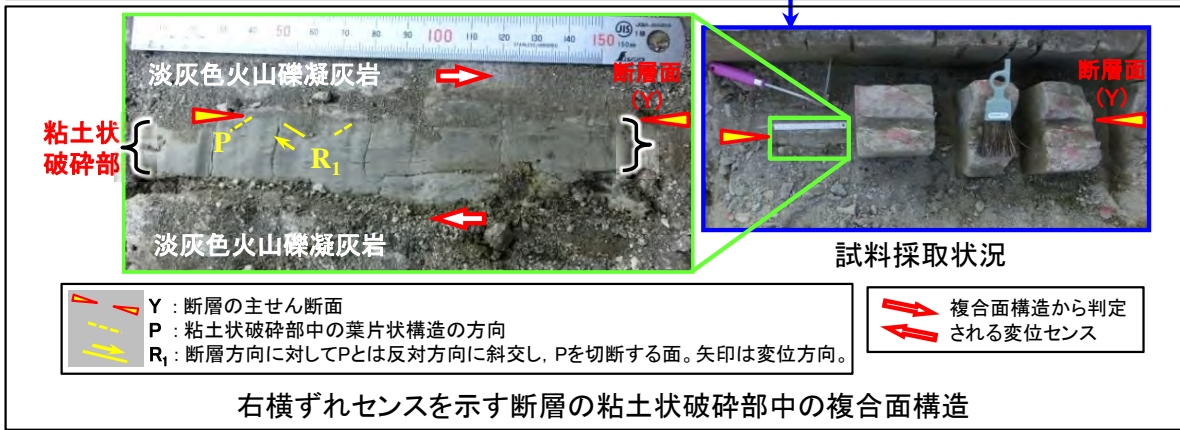 50 100 120 130 140 150
JIS
淡灰色火山礫凝灰岩
断層面
(Y)
粘土状
破砕部
P
R₁
淡灰色火山礫凝灰岩
断層面
(Y)
試料採取状況
Y ：断層の主せん断面
P ：粘土状破砕部中の葉片状構造の方向
R₁：断層方向に対してPとは反対方向に斜交し，Pを切断する面。矢印は変位方向。
複合面構造から判定
される変位センス
右横ずれセンスを示す断層の粘土状破砕部中の複合面構造